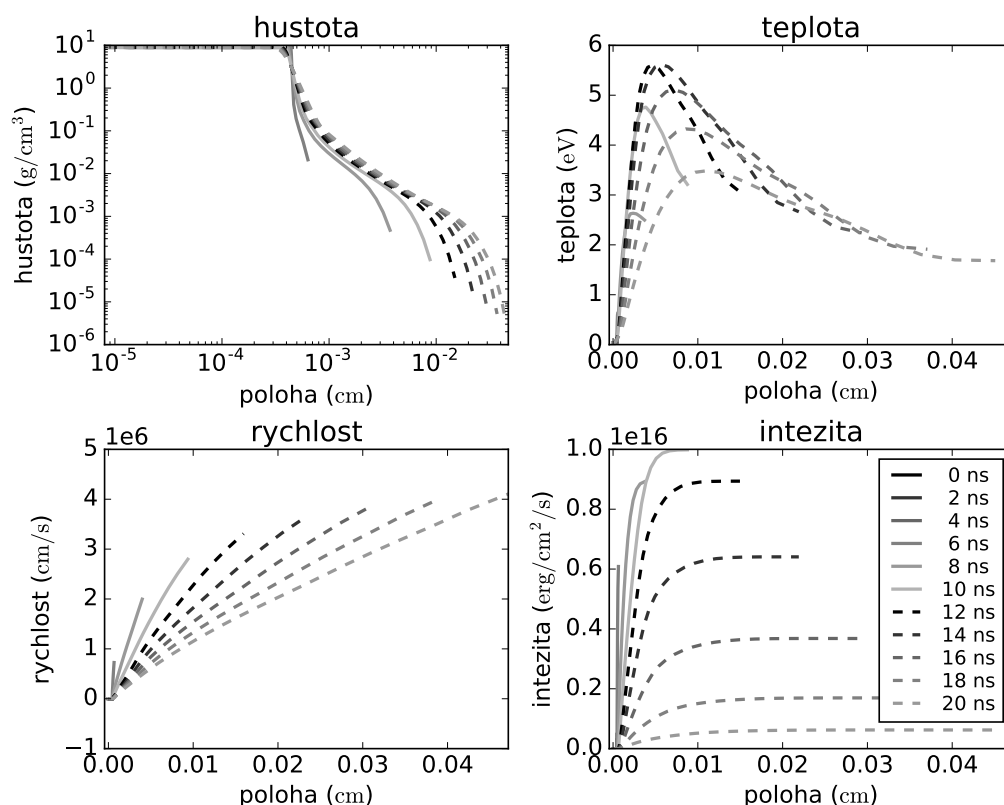 hustota
10^1
10^0
10^-1
10^-2
10^-3
10^-4
10^-5
10^-6
hustota (g/cm^3)
10^-5 10^-4 10^-3 10^-2
poloha (cm)
teplota
6
5
4
3
2
1
0
teplota (eV)
0.00 0.01 0.02 0.03 0.04
poloha (cm)
rychlost
1e6
5
4
3
2
1
0
−1
rychlost (cm/s)
0.00 0.01 0.02 0.03 0.04
poloha (cm)
intezita
1e16
1.0
0.8
0.6
0.4
0.2
0.0
intezita (erg/cm^2/s)
0.00 0.01 0.02 0.03 0.04
poloha (cm)
0 ns
2 ns
4 ns
6 ns
8 ns
10 ns
12 ns
14 ns
16 ns
18 ns
20 ns